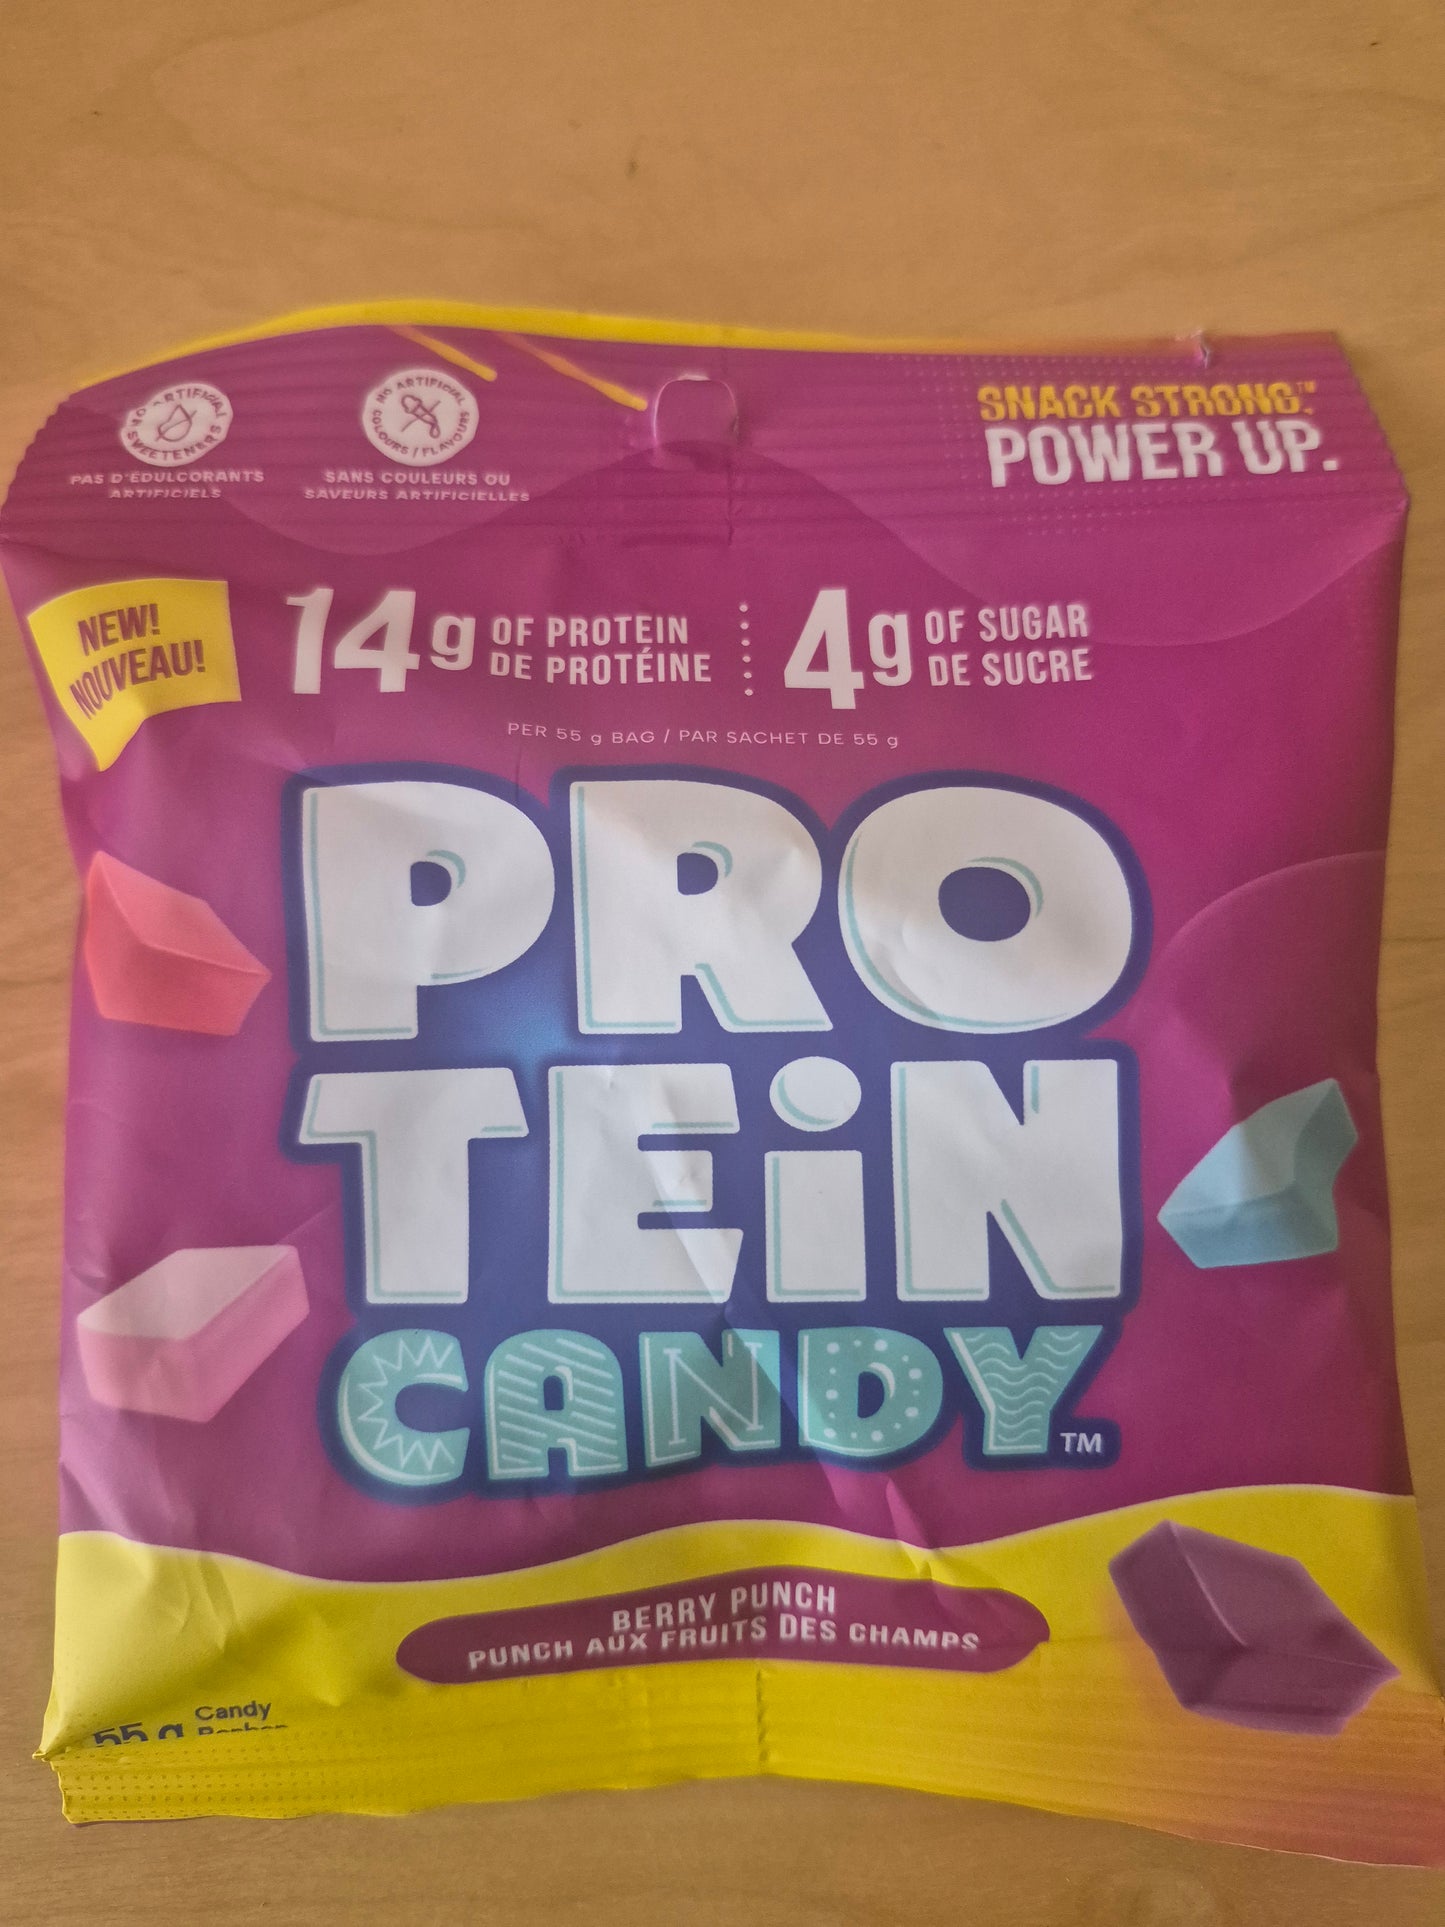 NO ARTIFICIAL SWEETENERS
PAS D'ÉDULCORANTS
ARTIFICIELS
NO ARTIFICIAL COLOURS / FLAVOURS
SANS COULEURS OU
SAVEURS ARTIFICIELLES
SNACK STRONG.™
POWER UP.
NEW!
NOUVEAU!
14g OF PROTEIN
DE PROTÉINE
4g OF SUGAR
DE SUCRE
PER 55 g BAG / PAR SACHET DE 55 g
PRO
TEiN
CANDY™
BERRY PUNCH
PUNCH AUX FRUITS DES CHAMPS
55 g Candy